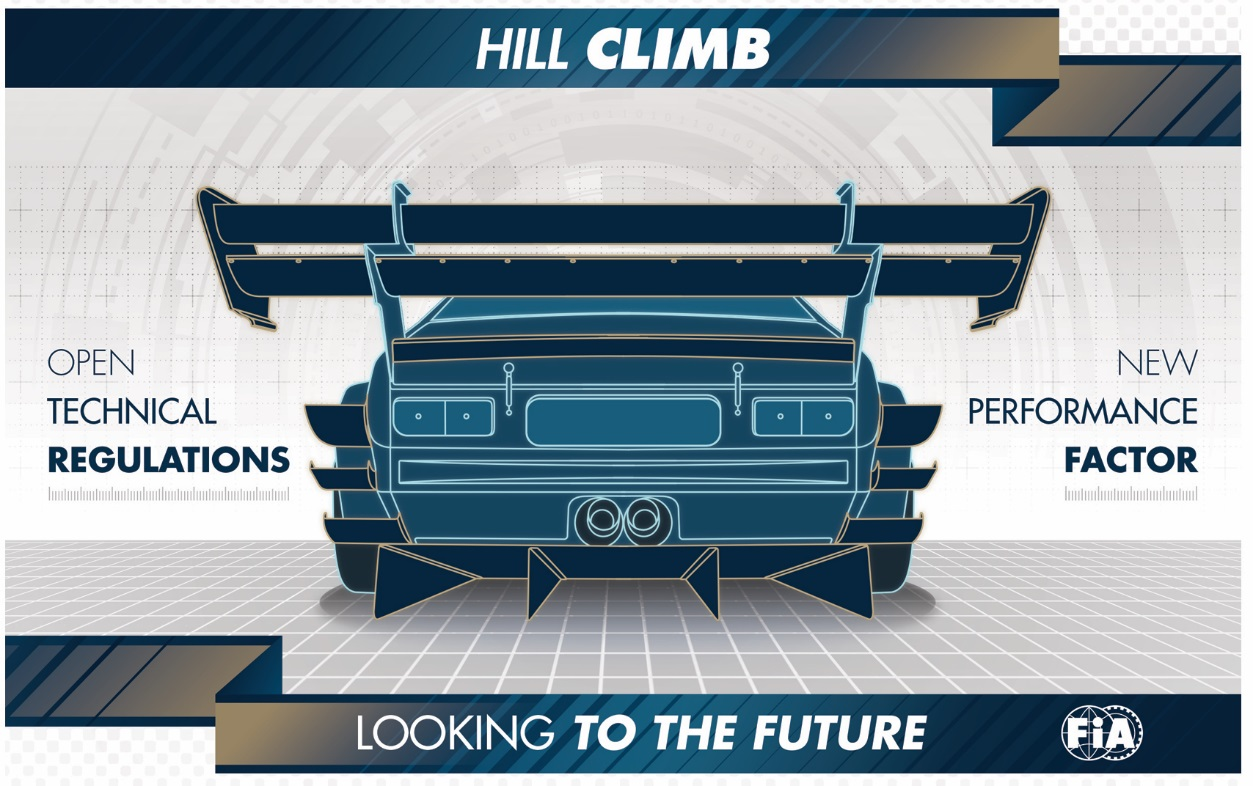 HILL CLIMB
OPEN
TECHNICAL
REGULATIONS
NEW
PERFORMANCE
FACTOR
LOOKING TO THE FUTURE
FiA